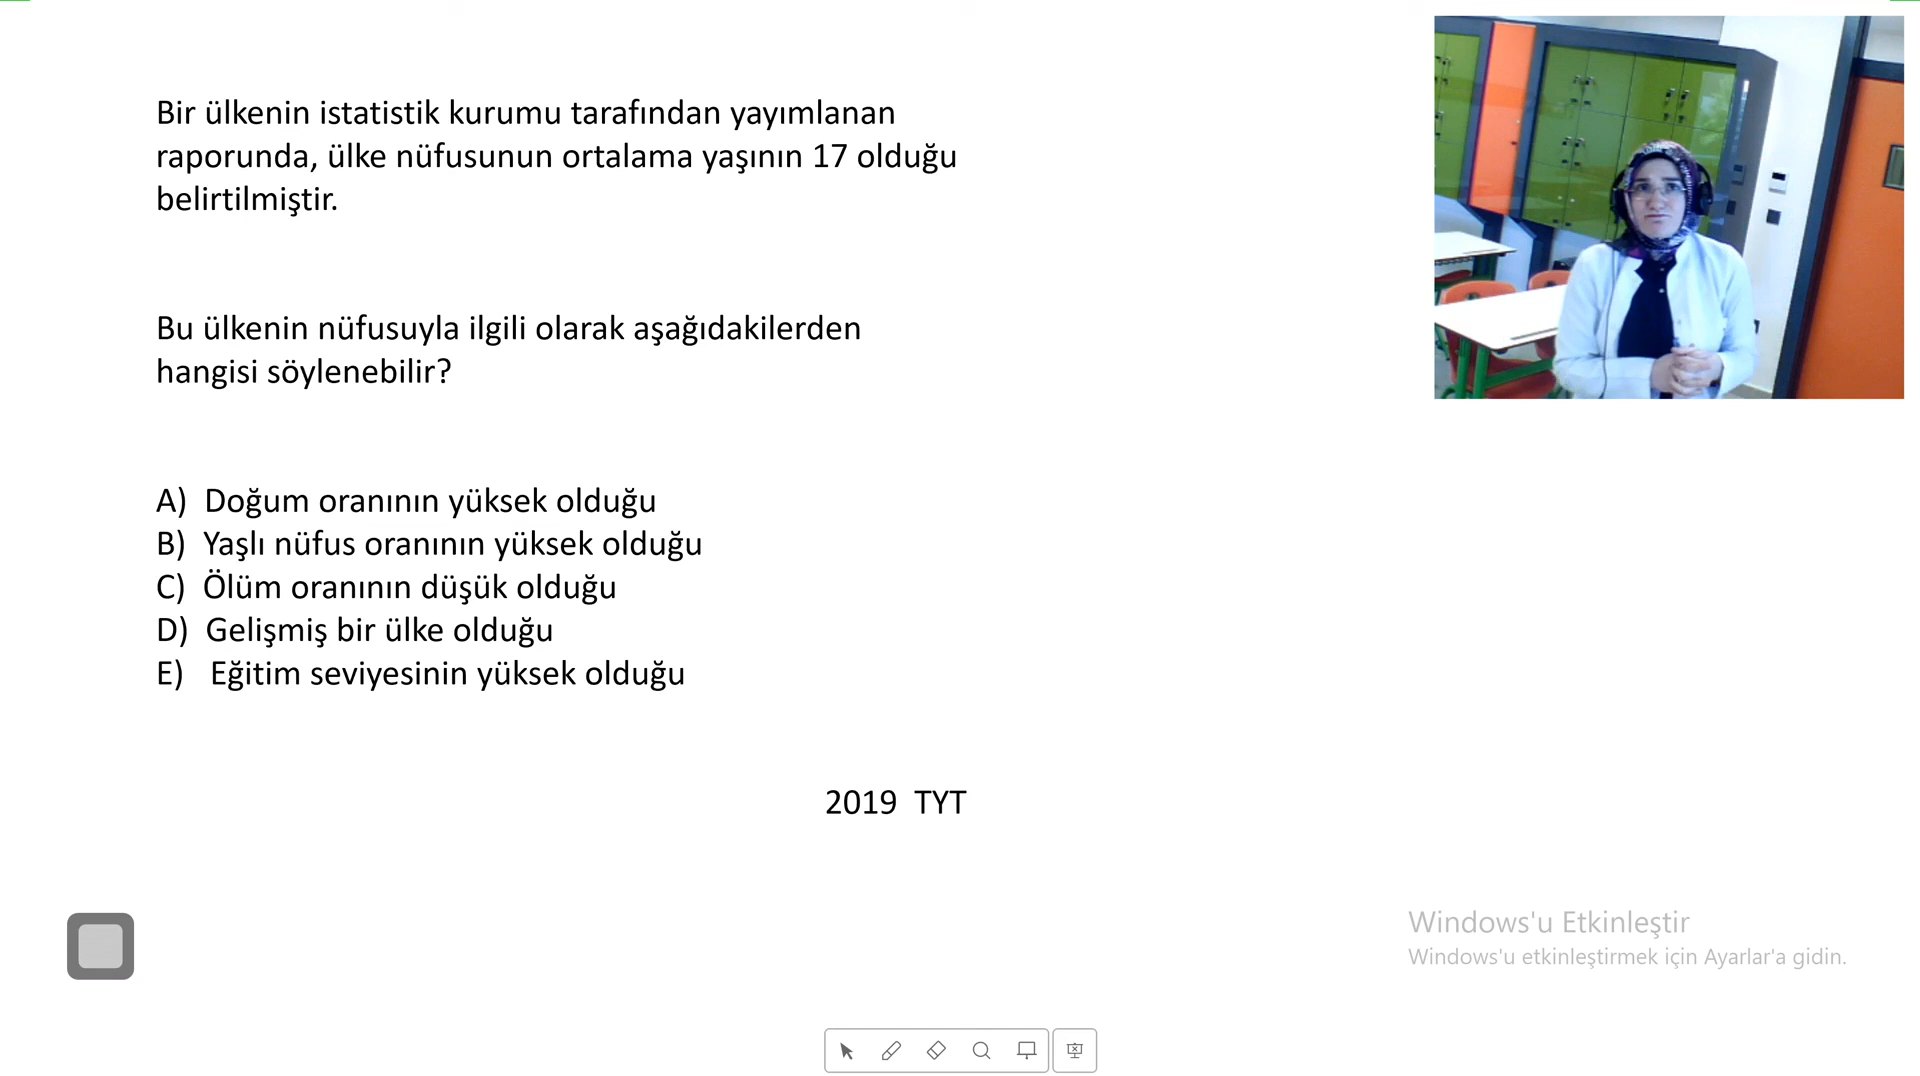 Bir ülkenin istatistik kurumu tarafından yayımlanan
raporunda, ülke nüfusunun ortalama yaşının 17 olduğu
belirtilmiştir.
Bu ülkenin nüfusuyla ilgili olarak aşağıdakilerden
hangisi söylenebilir?
A) Doğum oranının yüksek olduğu
B) Yaşlı nüfus oranının yüksek olduğu
C) Ölüm oranının düşük olduğu
D) Gelişmiş bir ülke olduğu
E) Eğitim seviyesinin yüksek olduğu
2019 TYT
Windows'u Etkinleştir
Windows'u etkinleştirmek için Ayarlar'a gidin.